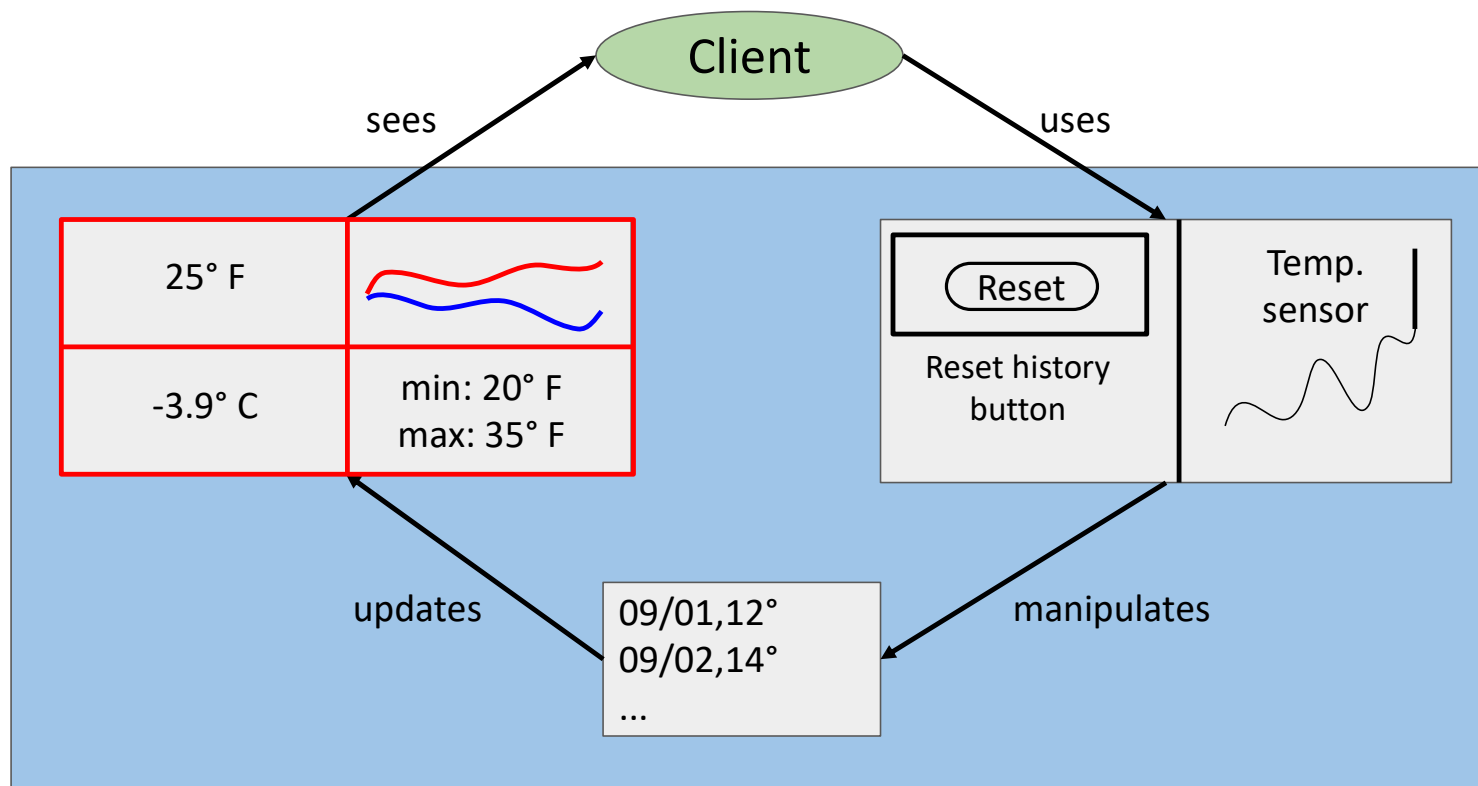 Client
sees
uses
25° F
-3.9° C
min: 20° F
max: 35° F
Reset
Reset history
button
Temp.
sensor
updates
manipulates
09/01,12°
09/02,14°
...